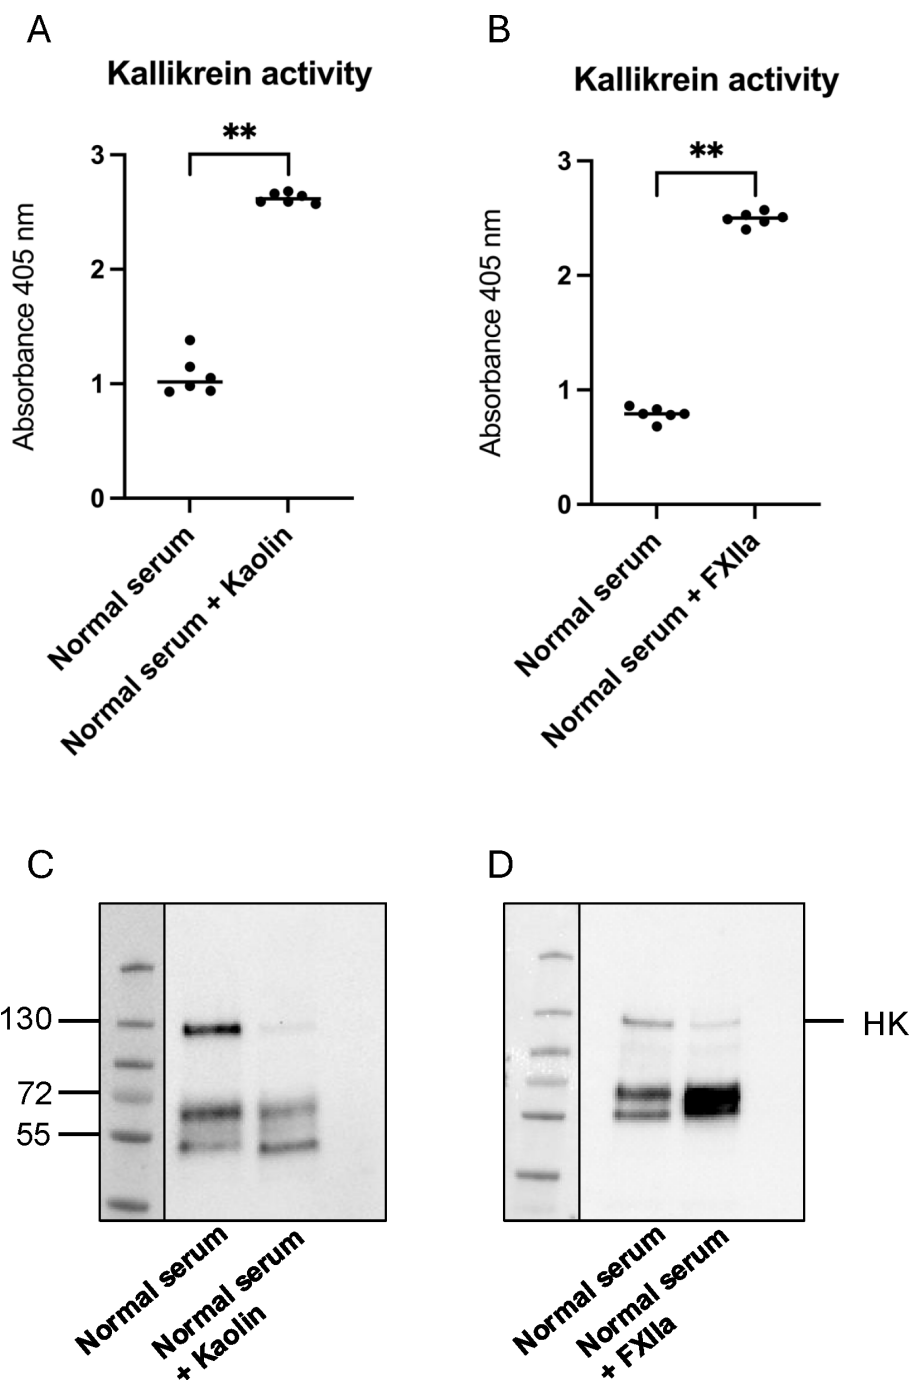 A
B
Kallikrein activity
Kallikrein activity
**
**
3
2
1
0
Absorbance 405 nm
3
2
1
0
Absorbance 405 nm
Normal serum
Normal serum + Kaolin
Normal serum
Normal serum + FXIIa
C
D
130
72
55
HK
Normal serum
Normal serum
+ Kaolin
Normal serum
Normal serum
+ FXIIa